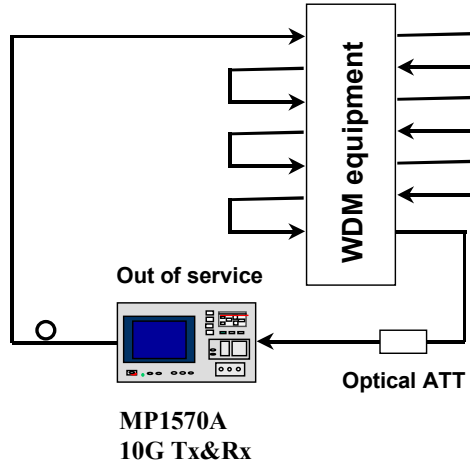 WDM equipment
Out of service
Optical ATT
MP1570A
10G Tx&Rx